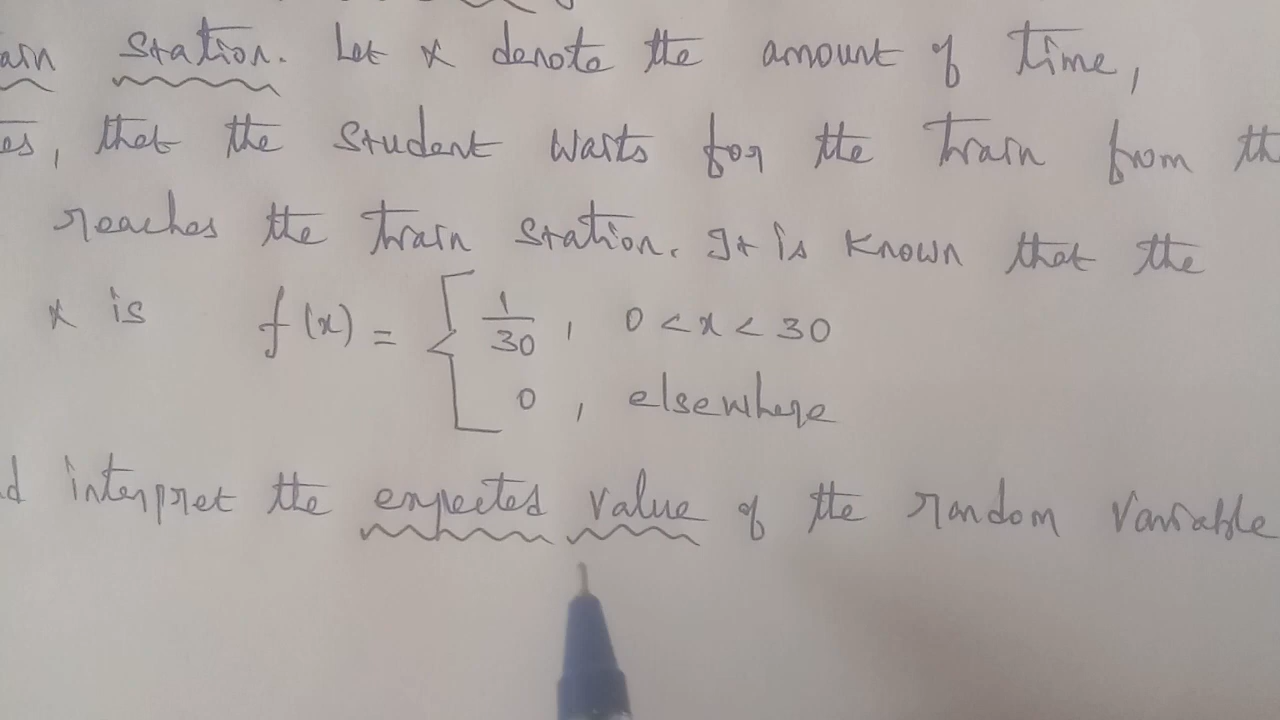 ain station. Let x denote the amount of time,
es, that the student waits for the train from th
reaches the train station. It is known that the
x is f(x) = { 1/30, 0 < x < 30
0, elsewhere
d interpret the expected value of the random variable